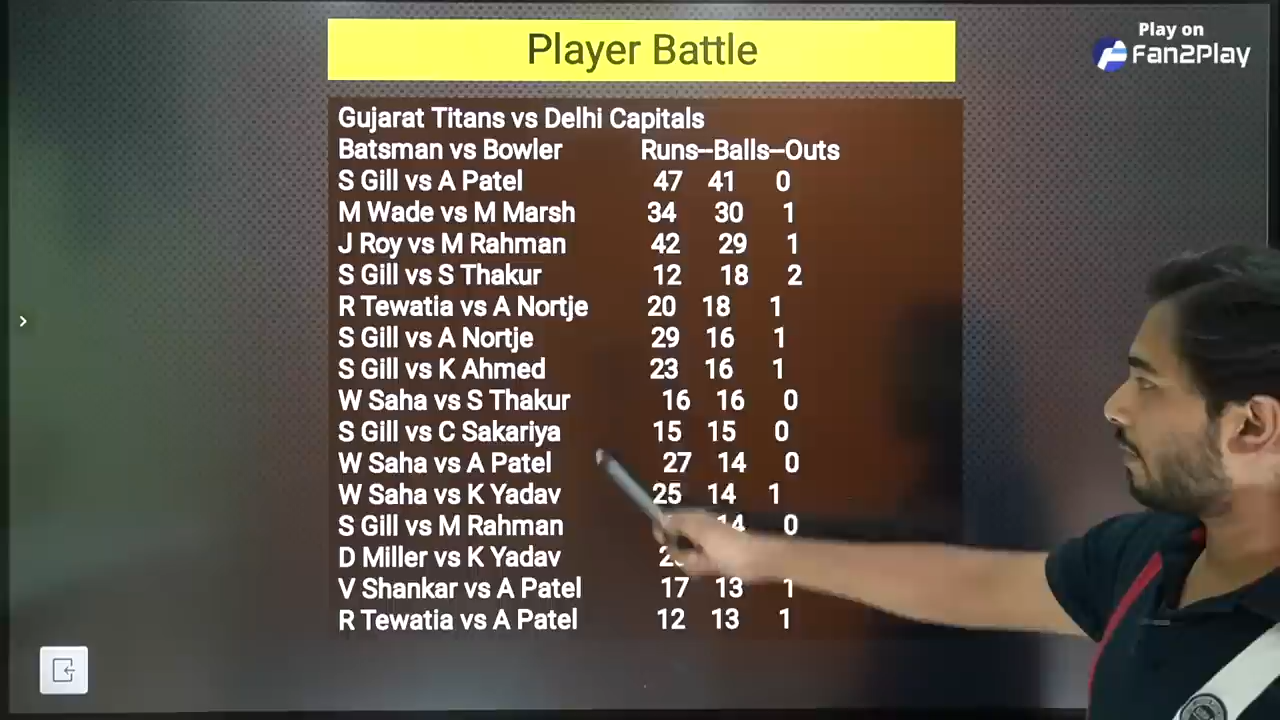 Play on
Fan2Play
Player Battle
Gujarat Titans vs Delhi Capitals
Batsman vs Bowler Runs--Balls--Outs
S Gill vs A Patel 47 41 0
M Wade vs M Marsh 34 30 1
J Roy vs M Rahman 42 29 1
S Gill vs S Thakur 12 18 2
R Tewatia vs A Nortje 20 18 1
S Gill vs A Nortje 29 16 1
S Gill vs K Ahmed 23 16 1
W Saha vs S Thakur 16 16 0
S Gill vs C Sakariya 15 15 0
W Saha vs A Patel 27 14 0
W Saha vs K Yadav 25 14 1
S Gill vs M Rahman 14 0
D Miller vs K Yadav
V Shankar vs A Patel 17 13 1
R Tewatia vs A Patel 12 13 1